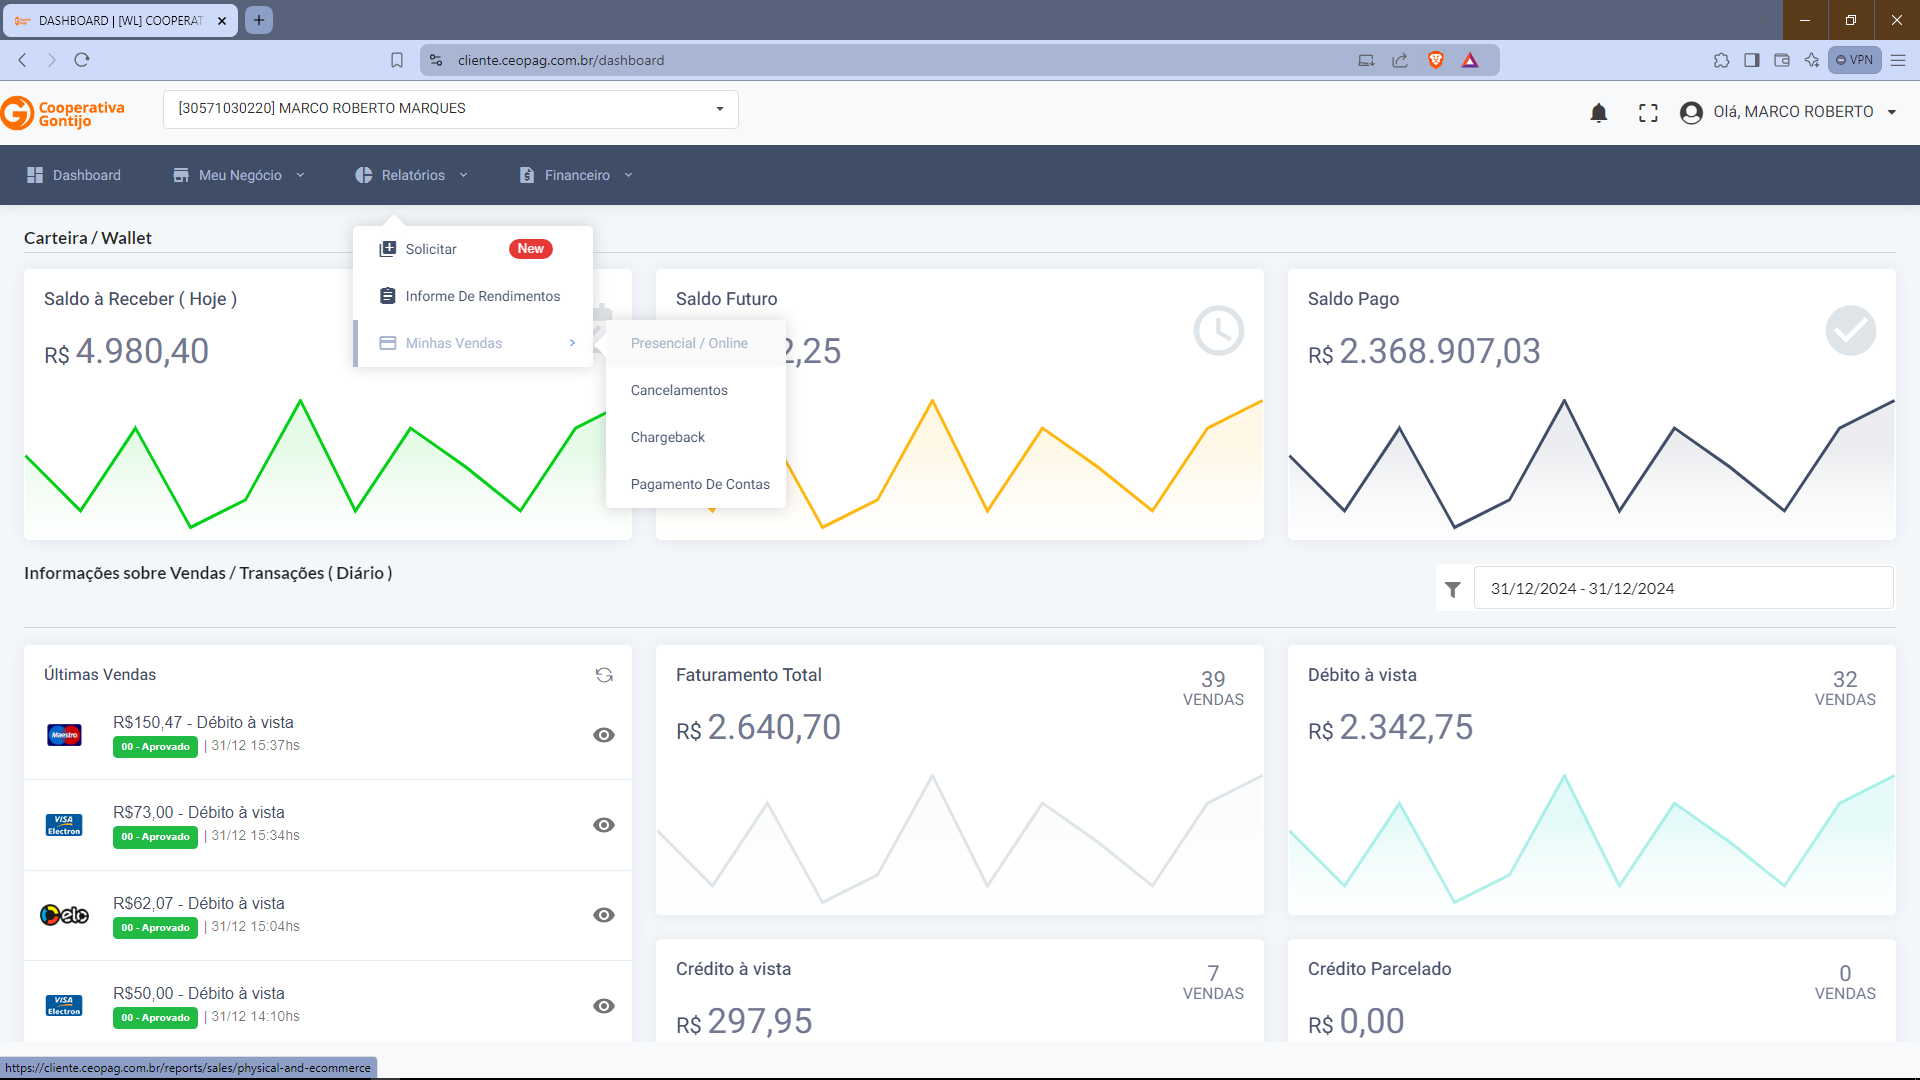 DASHBOARD | [WL] COOPERAT
cliente.ceopag.com.br/dashboard
VPN
Cooperativa
Gontijo
[30571030220] MARCO ROBERTO MARQUES
Olá, MARCO ROBERTO
Dashboard
Meu Negócio
Relatórios
Financeiro
Carteira / Wallet
Solicitar
New
Informe De Rendimentos
Minhas Vendas
Presencial / Online
Cancelamentos
Chargeback
Pagamento De Contas
Saldo à Receber ( Hoje )
R$ 4.980,40
Saldo Futuro
2,25
Saldo Pago
R$ 2.368.907,03
Informações sobre Vendas / Transações ( Diário )
31/12/2024 - 31/12/2024
Últimas Vendas
Maestro
R$150,47 - Débito à vista
00 - Aprovado | 31/12 15:37hs
VISA
Electron
R$73,00 - Débito à vista
00 - Aprovado | 31/12 15:34hs
elo
R$62,07 - Débito à vista
00 - Aprovado | 31/12 15:04hs
VISA
Electron
R$50,00 - Débito à vista
00 - Aprovado | 31/12 14:10hs
Faturamento Total
39
VENDAS
R$ 2.640,70
Débito à vista
32
VENDAS
R$ 2.342,75
Crédito à vista
7
VENDAS
R$ 297,95
Crédito Parcelado
0
VENDAS
R$ 0,00
https://cliente.ceopag.com.br/reports/sales/physical-and-ecommerce